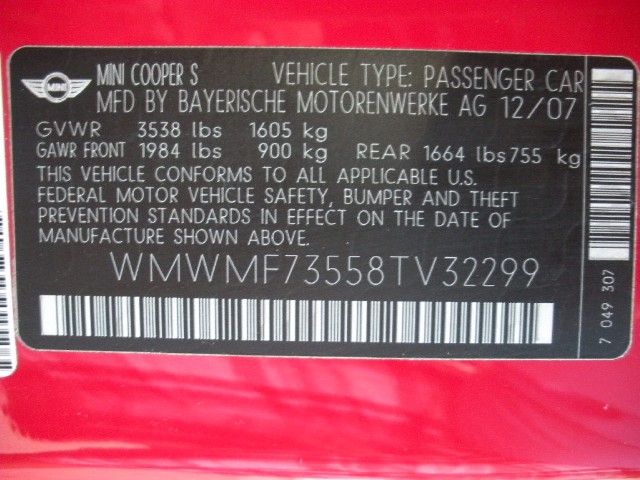 MINI
MINI COOPER S VEHICLE TYPE: PASSENGER CAR
MFD BY BAYERISCHE MOTORENWERKE AG 12/07
GVWR 3538 lbs 1605 kg
GAWR FRONT 1984 lbs 900 kg REAR 1664 lbs 755 kg
THIS VEHICLE CONFORMS TO ALL APPLICABLE U.S.
FEDERAL MOTOR VEHICLE SAFETY, BUMPER AND THEFT
PREVENTION STANDARDS IN EFFECT ON THE DATE OF
MANUFACTURE SHOWN ABOVE.
WMWMF73558TV32299
7 049 307